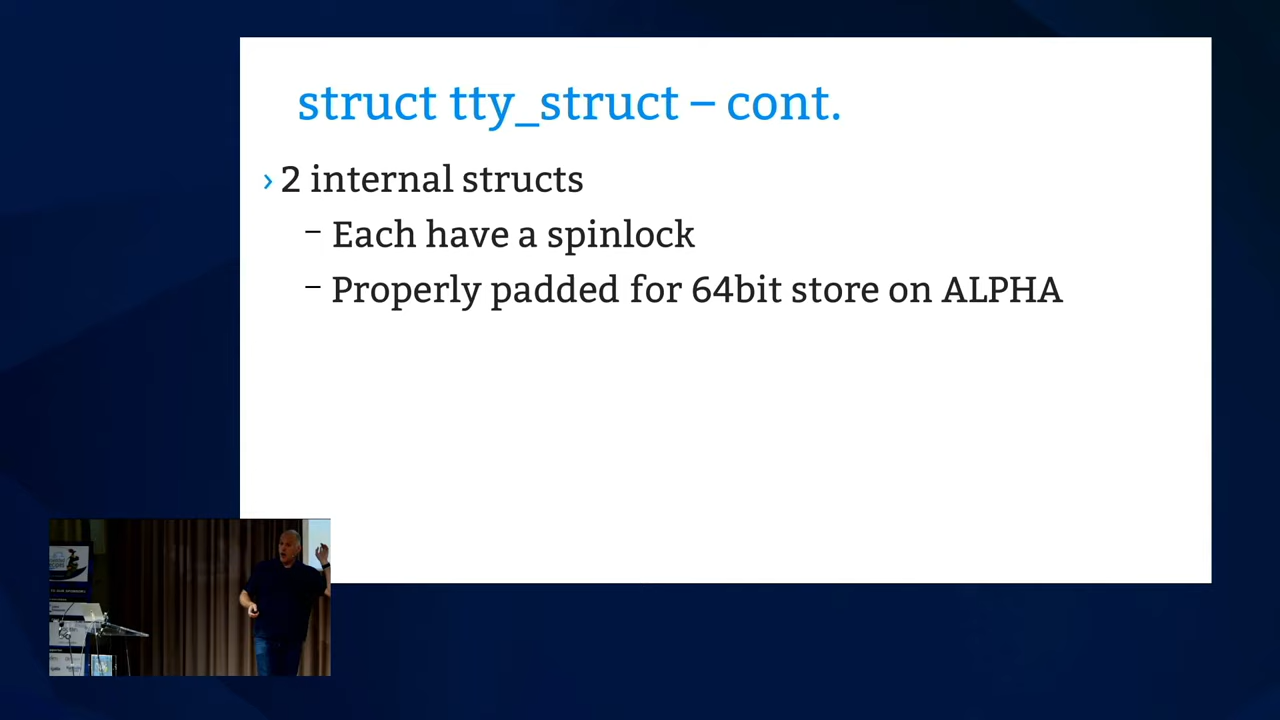 struct tty_struct – cont.
› 2 internal structs
– Each have a spinlock
– Properly padded for 64bit store on ALPHA